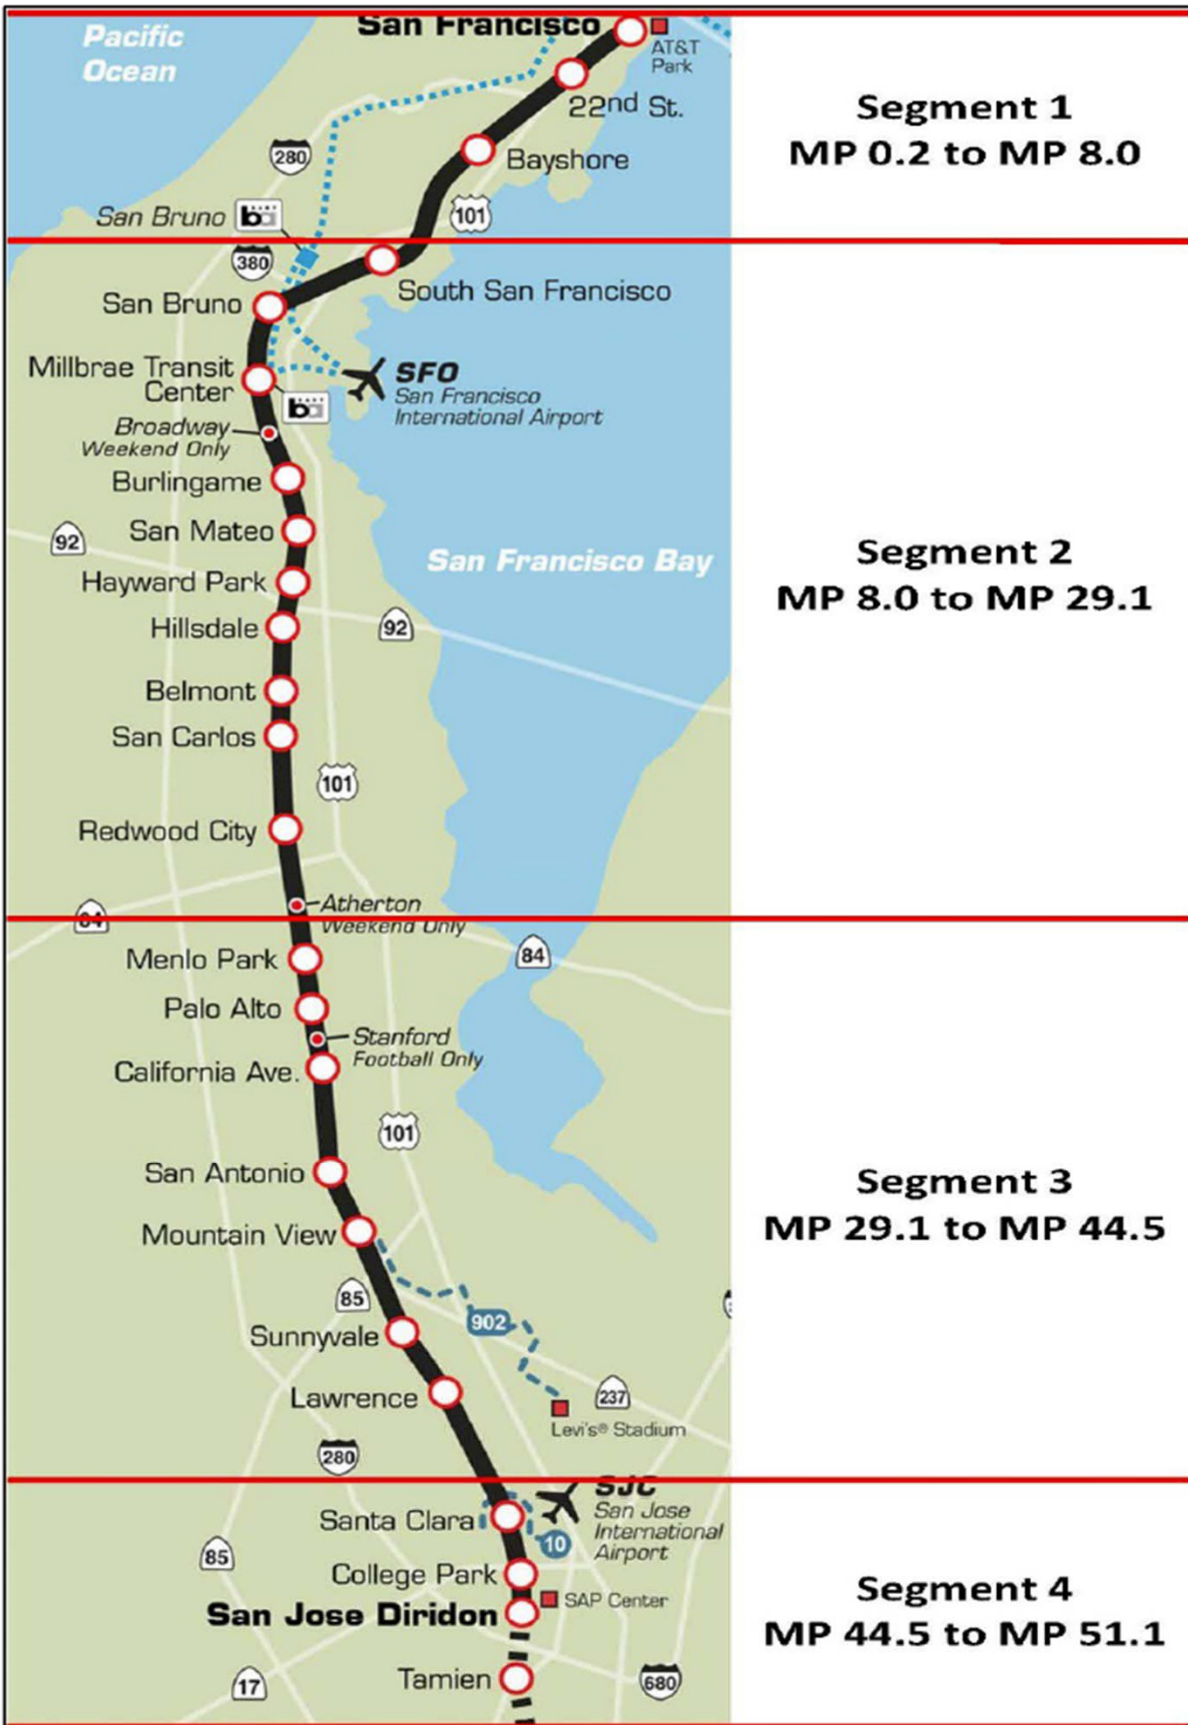 Pacific
Ocean
San Francisco
AT&T
Park
22nd St.
280
Bayshore
San Bruno
ba
101
Segment 1
MP 0.2 to MP 8.0
380
South San Francisco
San Bruno
Millbrae Transit
Center
ba
SFO
San Francisco
International Airport
Broadway
Weekend Only
Burlingame
San Mateo
92
Hayward Park
San Francisco Bay
Hillsdale
92
Belmont
San Carlos
101
Redwood City
Atherton
Weekend Only
84
Segment 2
MP 8.0 to MP 29.1
Menlo Park
84
Palo Alto
Stanford
Football Only
California Ave.
101
San Antonio
Mountain View
85
902
Sunnyvale
Lawrence
237
Levi's® Stadium
280
Segment 3
MP 29.1 to MP 44.5
SJC
San Jose
International
Airport
Santa Clara
10
85
College Park
SAP Center
San Jose Diridon
Tamien
17
680
Segment 4
MP 44.5 to MP 51.1